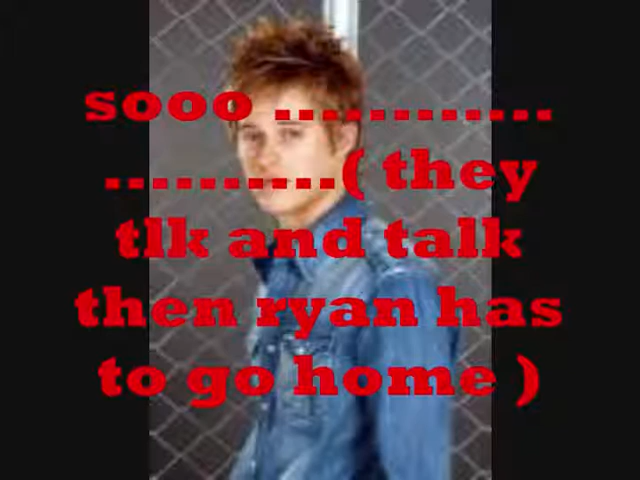 sooo ............
..........( they
tlk and talk
then ryan has
to go home )